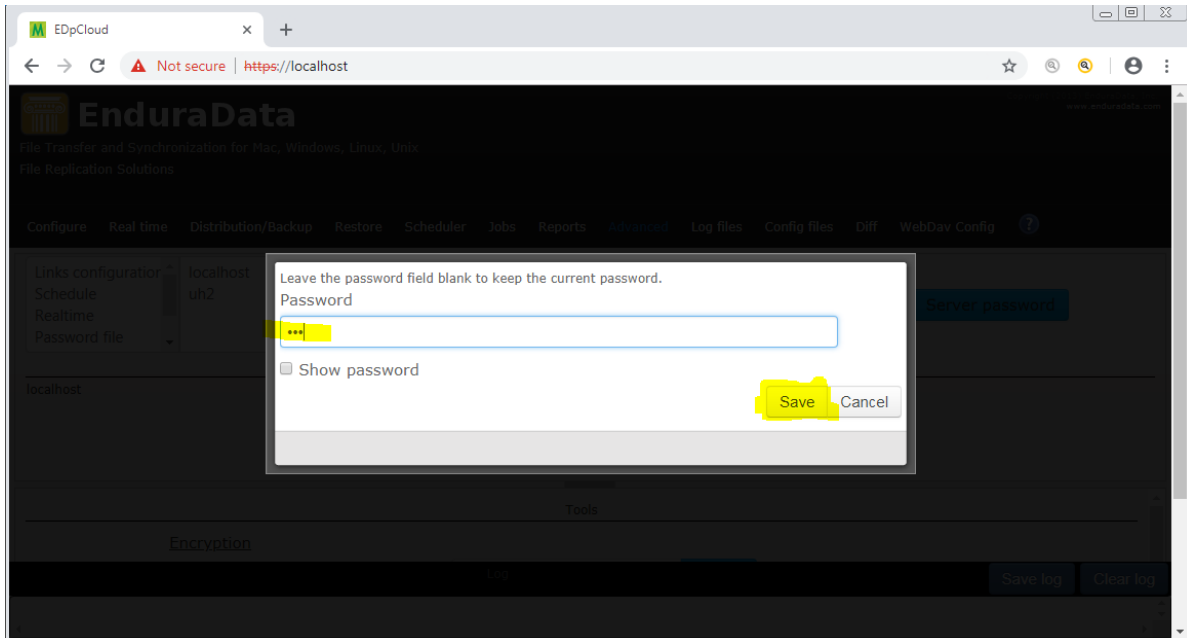 EDpCloud
Not secure | https://localhost
EnduraData
www.enduradata.com
File Transfer and Synchronization for Mac, Windows, Linux, Unix
File Replication Solutions
Configure Real time Distribution/Backup Restore Scheduler Jobs Reports Advanced Log files Config files Diff WebDav Config ?
Links configuration localhost
Schedule uh2
Realtime
Password file
Server password
localhost
Leave the password field blank to keep the current password.
Password
•••
Show password
Save Cancel
Tools
Encryption
Log
Save log Clear log